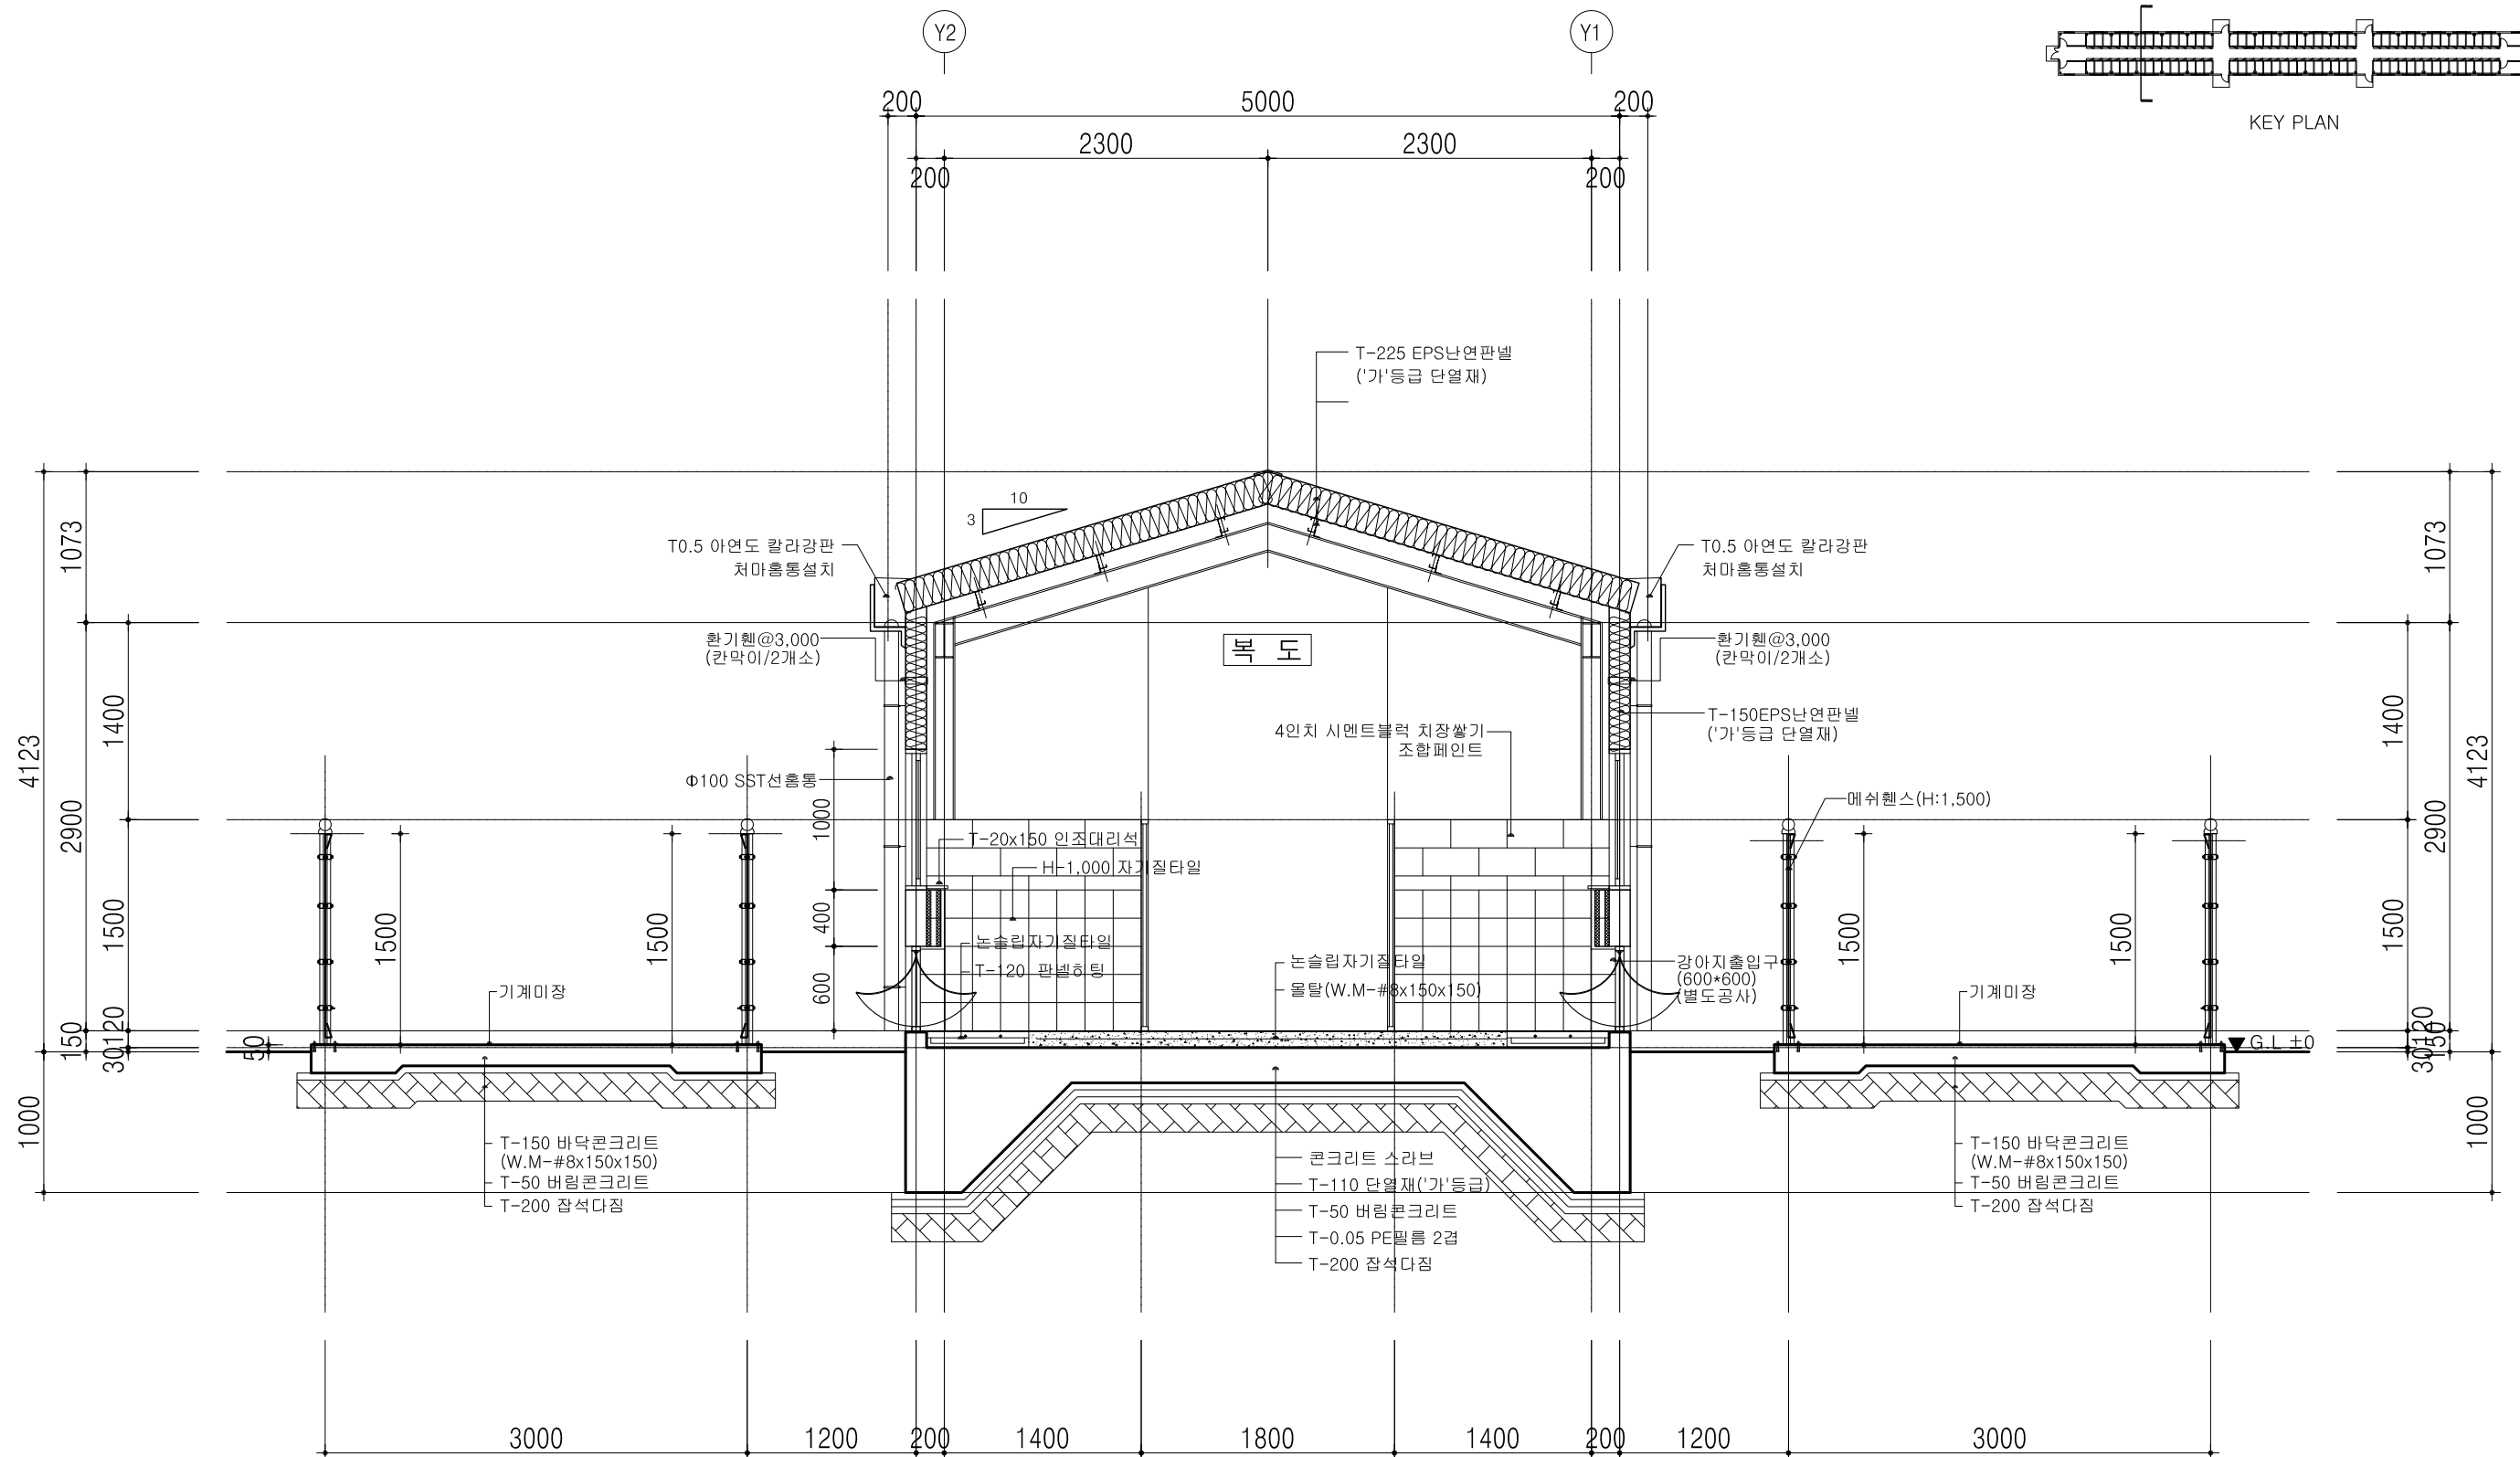 Y2
Y1
KEY PLAN
200
5000
200
2300
2300
200
200
T-225 EPS난연판넬
('가'등급 단열재)
10
3
T0.5 아연도 칼라강판
처마홈통설치
T0.5 아연도 칼라강판
처마홈통설치
환기휀@3,000
(칸막이/2개소)
복 도
환기휀@3,000
(칸막이/2개소)
T-150EPS난연판넬
('가'등급 단열재)
4인치 시멘트블럭 치장쌓기
조합페인트
Φ100 SST선홈통
메쉬휀스(H:1,500)
T-20x150 인조대리석
H-1,000 자기질타일
논슬립자기질타일
T-120 판넬히팅
논슬립자기질타일
몰탈(W.M-#8x150x150)
강아지출입구
(600*600)
(별도공사)
기계미장
기계미장
G.L ±0
4123
1000
1073
2900
150
1400
1500
120
30
50
1500
1500
1000
400
600
1500
1500
1400
1500
120
30
1073
2900
150
4123
1000
T-150 바닥콘크리트
(W.M-#8x150x150)
T-50 버림콘크리트
T-200 잡석다짐
콘크리트 스라브
T-110 단열재('가'등급)
T-50 버림콘크리트
T-0.05 PE필름 2겹
T-200 잡석다짐
T-150 바닥콘크리트
(W.M-#8x150x150)
T-50 버림콘크리트
T-200 잡석다짐
3000
1200
200
1400
1800
1400
200
1200
3000